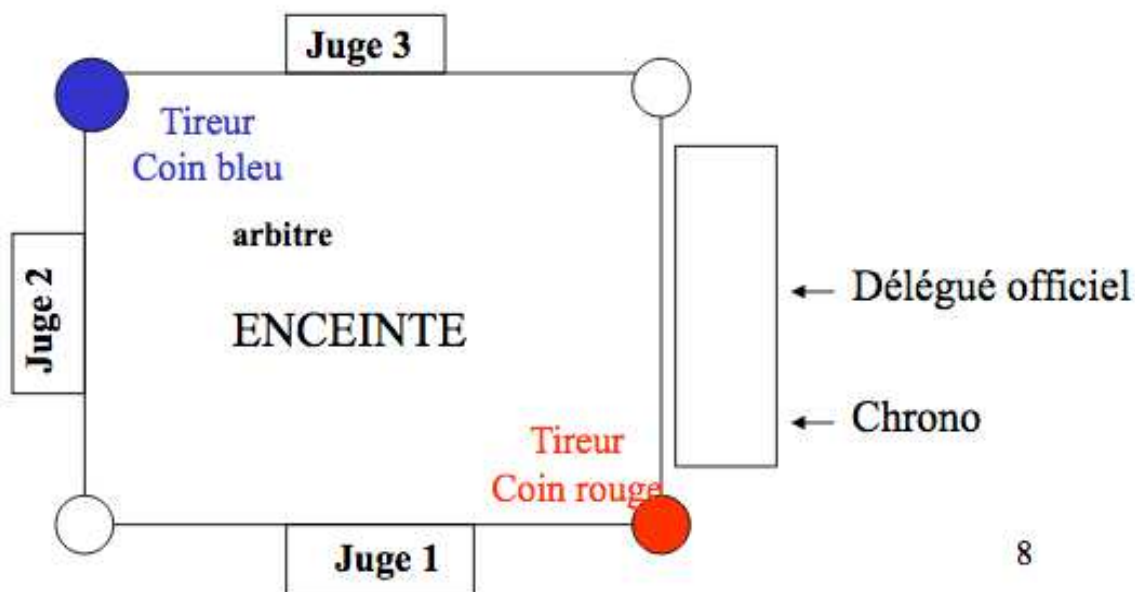 Juge 3
Tireur
Coin bleu
arbitre
Juge 2
ENCEINTE
Délégué officiel
Chrono
Tireur
Coin rouge
Juge 1
8